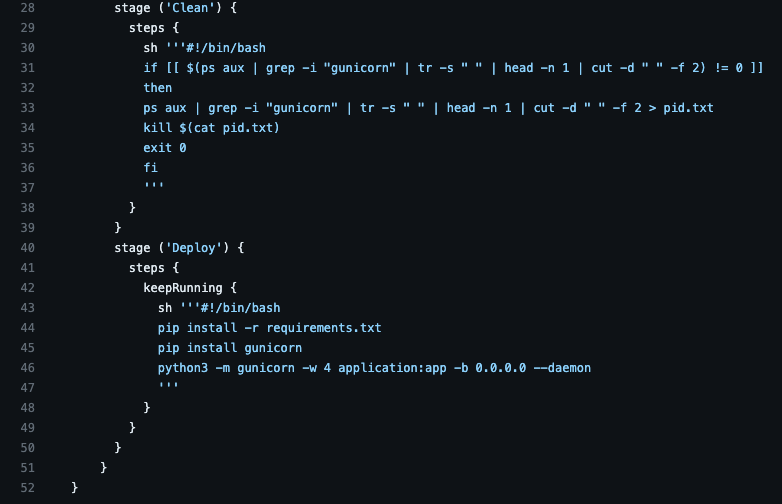 28 stage ('Clean') {
29 steps {
30 sh '''#!/bin/bash
31 if [[ $(ps aux | grep -i "gunicorn" | tr -s " " | head -n 1 | cut -d " " -f 2) != 0 ]]
32 then
33 ps aux | grep -i "gunicorn" | tr -s " " | head -n 1 | cut -d " " -f 2 > pid.txt
34 kill $(cat pid.txt)
35 exit 0
36 fi
37 '''
38 }
39 }
40 stage ('Deploy') {
41 steps {
42 keepRunning {
43 sh '''#!/bin/bash
44 pip install -r requirements.txt
45 pip install gunicorn
46 python3 -m gunicorn -w 4 application:app -b 0.0.0.0 --daemon
47 '''
48 }
49 }
50 }
51 }
52 }